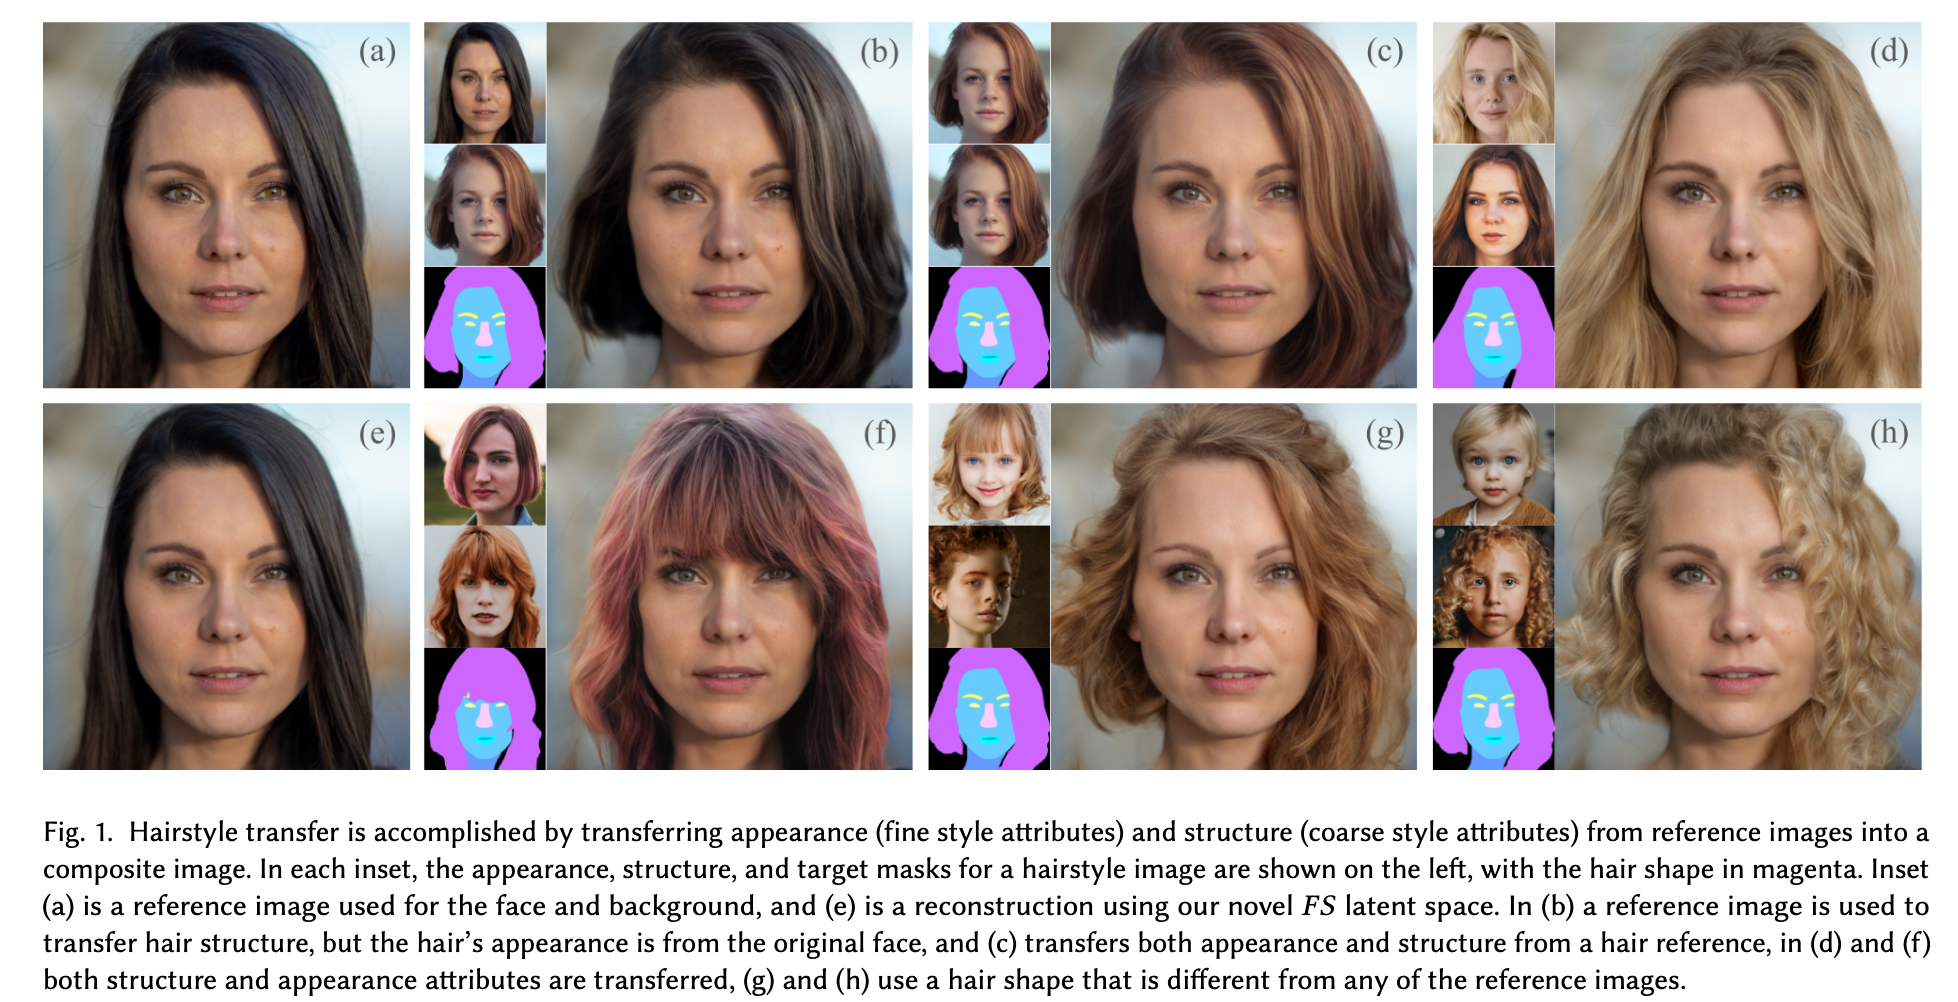 (a)
(b)
(c)
(d)
(e)
(f)
(g)
(h)
Fig. 1. Hairstyle transfer is accomplished by transferring appearance (fine style attributes) and structure (coarse style attributes) from reference images into a
composite image. In each inset, the appearance, structure, and target masks for a hairstyle image are shown on the left, with the hair shape in magenta. Inset
(a) is a reference image used for the face and background, and (e) is a reconstruction using our novel FS latent space. In (b) a reference image is used to
transfer hair structure, but the hair's appearance is from the original face, and (c) transfers both appearance and structure from a hair reference, in (d) and (f)
both structure and appearance attributes are transferred, (g) and (h) use a hair shape that is different from any of the reference images.